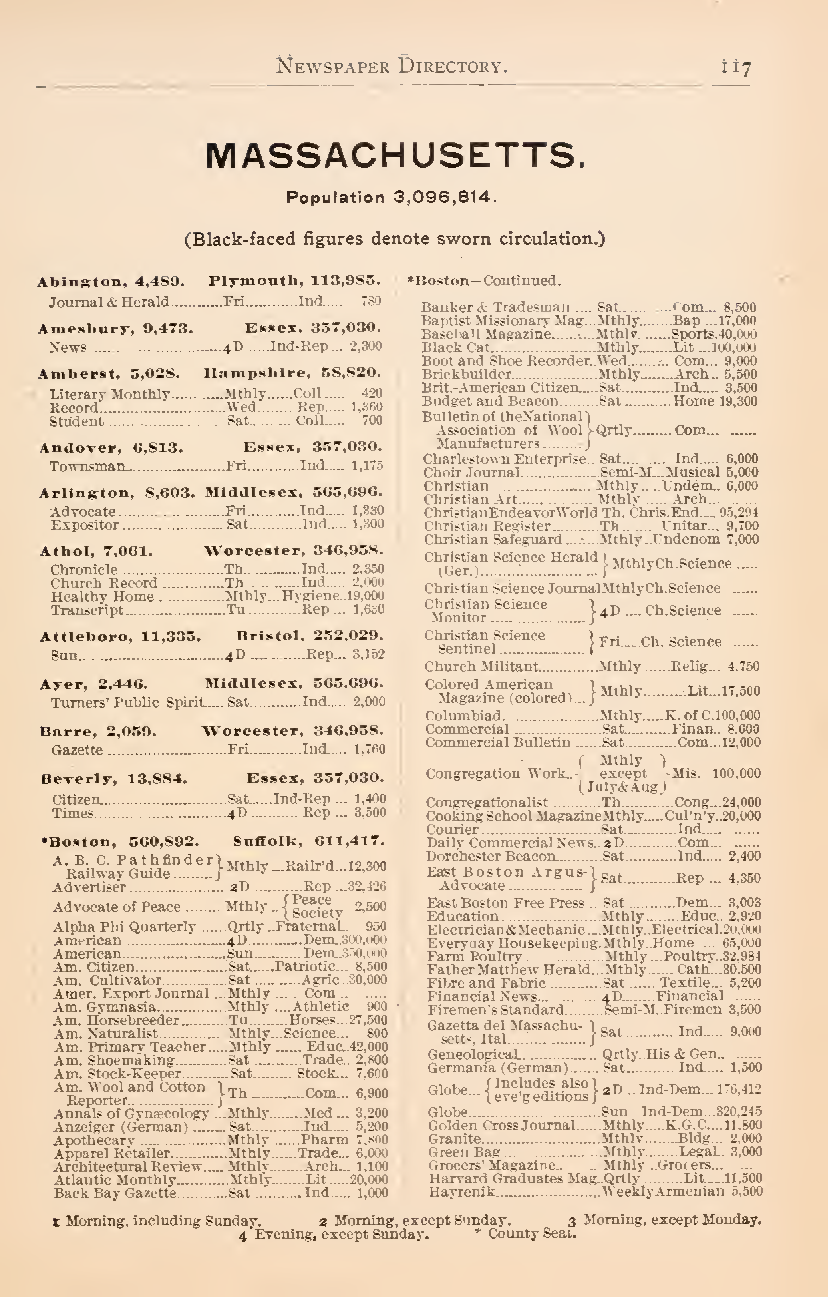 NEWSPAPER DIRECTORY. 117
MASSACHUSETTS.
Population 3,096,814.
(Black-faced figures denote sworn circulation.)
Abington, 4,489. Plymouth, 113,985.
Journal & Herald...........Fri...........Ind..... 780
Amesbury, 9,473. Essex, 357,030.
News ..... .....4D .....Ind-Rep ... 2,300
Amherst, 5,028. Hampshire, 58,820.
Literary Monthly..........Mthly......Coll..... 420
Record........................Wed........ Rep..... 1,360
Student ........................ Sat........ Coll..... 700
Andover, 6,813. Essex, 357,030.
Townsman.....................Fri...........Ind..... 1,175
Arlington, 8,603. Middlesex, 565,696.
Advocate.....................Fri...........Ind..... 1,330
Expositor.....................Sat...........Ind..... 1,300
Athol, 7,061. Worcester, 346,958.
Chronicle .....................Th...........Ind..... 2,350
Church Record ............Th ...........Ind..... 2,000
Healthy Home .............Mthly...Hygiene..19,000
Transcript.....................Tu...........Rep ... 1,650
Attleboro, 11,335. Bristol, 252,029.
Sun.....................4D ...........Rep... 3,152
Ayer, 2,446. Middlesex, 565,696.
Turners' Public Spirit..... Sat...........Ind..... 2,000
Barre, 2,059. Worcester, 346,958.
Gazette .....................Fri...........Ind..... 1,760
Beverly, 13,884. Essex, 357,030.
Citizen.....................Sat......Ind-Rep ... 1,400
Times.....................4D ...........Rep ... 3,500
*Boston, 560,892. Suffolk, 611,417.
A. B. C. Pathfinder
Railway Guide ........} Mthly ...Railr'd...12,300
Advertiser .....................2D ...........Rep ...32,426
Advocate of Peace ........ Mthly .. {Peace Society 2,500
Alpha Phi Quarterly ..... Qrtly ..Fraternal.. 950
American .....................4D...........Dem..300,000
American.....................Sun...........Dem..350,000
Am. Citizen..................Sat......Patriotic... 8,500
Am. Cultivator.............Sat ...........Agric..30,000
Amer. Export Journal .. Mthly .... Com .. ......
Am. Gymnasia.............Mthly ....Athletic 900
Am. Horsebreeder.........Tu........Horses...27,500
Am. Naturalist.............Mthly...Science... 800
Am. Primary Teacher.....Mthly ...... Educ..42,000
Am. Shoemaking..........Sat ........... Trade.. 2,800
Am. Stock-Keeper........Sat........ Stock... 7,600
Am. Wool and Cotton
Reporter.....................} Th ...........Com... 6,900
Annals of Gynæcology ...Mthly........Med ... 3,200
Anzeiger (German) .......Sat...........Ind..... 5,200
Apothecary ..................Mthly ......Pharm 7,800
Apparel Retailer...........Mthly......Trade... 6,000
Architectural Review..... Mthly........Arch... 1,100
Atlantic Monthly..........Mthly........Lit .....20,000
Back Bay Gazette.........Sat ...........Ind ..... 1,000
*Boston—Continued.
Banker & Tradesman .... Sat...........Com... 8,500
Baptist Missionary Mag...Mthly........Bap ...17,000
Baseball Magazine.........Mthly. ......Sports.40,000
Black Cat.....................Mthly........Lit ...100,000
Boot and Shoe Recorder..Wed........ Com... 9,000
Brickbuilder..................Mthly........Arch .. 5,500
Brit.-American Citizen....Sat...........Ind..... 3,500
Budget and Beacon........Sat ...........Home 19,300
Bulletin of the National
Association of Wool
Manufacturers ........} Qrtly........Com... ......
Charlestown Enterprise.. Sat........... Ind..... 6,000
Choir Journal...............Semi-M...Musical 5,000
Christian .....................Mthly ...Undem.. 6,000
Christian Art...............Mthly ......Arch... ......
ChristianEndeavorWorld Th. Chris.End.... 95,294
Christian Register.........Th........ Unitar... 9,700
Christian Safeguard .......Mthly..Undenom 7,000
Christian Science Herald
(Ger.).....................} MthlyCh.Science ......
Christian Science JournalMthlyCh.Science ......
Christian Science
Monitor.....................} 4D .... Ch.Science ......
Christian Science
Sentinel.....................} Fri.....Ch. Science ......
Church Militant............Mthly ......Relig... 4,750
Colored American
Magazine (colored)...} Mthly........Lit...17,500
Columbiad. ..................Mthly.....K. of C.100,000
Commercial ..................Sat...........Finan.. 8,600
Commercial Bulletin ......Sat...........Com...12,000
Congregation Work... { Mthly except July&Aug } Mis. 100,000
Congregationalist .........Th...........Cong...24,000
Cooking School MagazineMthly.....Cul'n'y..20,000
Courier.....................Sat...........Ind..... ......
Daily Commercial News.. 2D ...........Com... ......
Dorchester Beacon.........Sat...........Ind..... 2,400
East Boston Argus-
Advocate.....................} Sat...........Rep ... 4,350
East Boston Free Press .. Sat ...........Dem... 3,003
Education.....................Mthly........Educ.. 2,920
Electrician & Mechanic ...Mthly..Electrical.20,000
Everyday Housekeeping.Mthly..Home ... 65,000
Farm Poultry ...............Mthly ...Poultry..32,984
Father Matthew Herald...Mthly ...... Cath...30,500
Fibre and Fabric ............Sat ...... Textile... 5,200
Financial News...............4D......Financial ......
Firemen's Standard........Semi-M. Firemen 3,500
Gazetta del Massachu-
setts, Ital.....................} Sat ........... Ind..... 9,000
Geneological..................Qrtly. His & Gen.. ......
Germania (German) .......Sat........... Ind..... 1,500
Globe... {Includes also eve'g editions} 2D .. Ind-Dem... 176,412
Globe.....................Sun Ind-Dem...320,245
Golden Cross Journal......Mthly.....K.G.C....11,800
Granite.....................Mthly........Bldg... 2,000
Green Bag ..................Mthly........Legal.. 3,000
Grocers' Magazine.. .. Mthly ..Grocers... ......
Harvard Graduates Mag..Qrtly ........Lit.....11,500
Hayrenik.....................WeeklyArmenian 5,500
1 Morning, including Sunday. 2 Morning, except Sunday. 3 Morning, except Monday.
4 Evening, except Sunday. * County Seat.